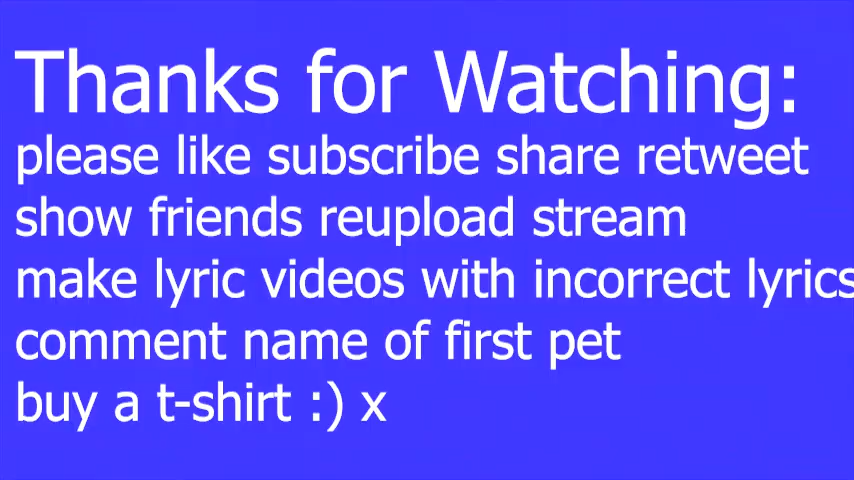 Thanks for Watching:
please like subscribe share retweet
show friends reupload stream
make lyric videos with incorrect lyrics
comment name of first pet
buy a t-shirt :) x